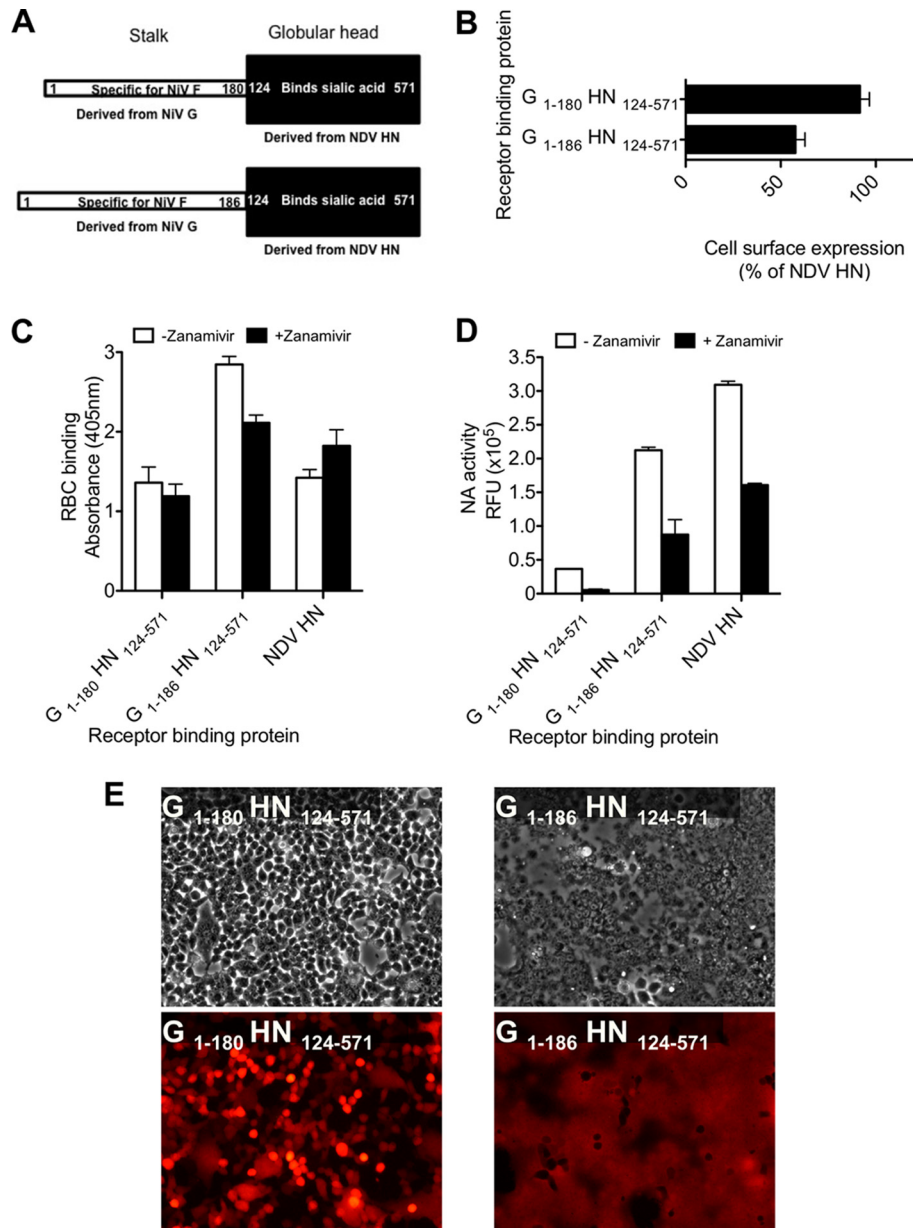 A
Stalk
Globular head
1 Specific for NiV F 180 124 Binds sialic acid 571
Derived from NiV G
Derived from NDV HN
1 Specific for NiV F 186 124 Binds sialic acid 571
Derived from NiV G
Derived from NDV HN
B
Receptor binding protein
G 1-180 HN 124-571
G 1-186 HN 124-571
0 50 100
Cell surface expression
(% of NDV HN)
C
-Zanamivir +Zanamivir
RBC binding
Absorbance (405nm)
3
2
1
0
G 1-180 HN 124-571
G 1-186 HN 124-571
NDV HN
Receptor binding protein
D
- Zanamivir + Zanamivir
NA activity
RFU (x10⁵)
3.5
3.0
2.5
2.0
1.5
1.0
0.5
0
G 1-180 HN 124-571
G 1-186 HN 124-571
NDV HN
Receptor binding protein
E
G 1-180 HN 124-571
G 1-186 HN 124-571
G 1-180 HN 124-571
G 1-186 HN 124-571